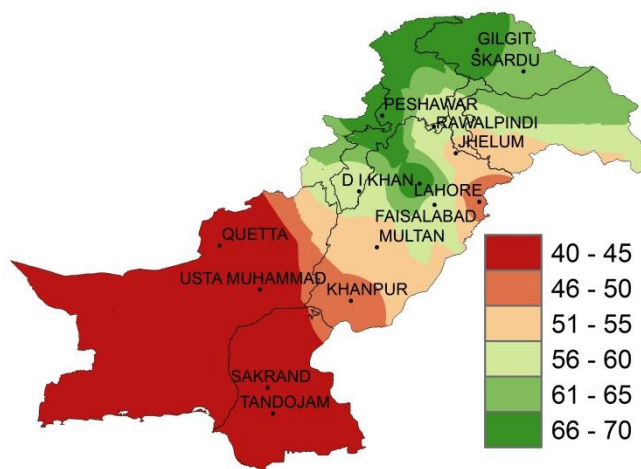 GILGIT
SKARDU
PESHAWAR
RAWALPINDI
JHELUM
D I KHAN
LAHORE
FAISALABAD
QUETTA
MULTAN
USTA MUHAMMAD
KHANPUR
SAKRAND
TANDOJAM
40 - 45
46 - 50
51 - 55
56 - 60
61 - 65
66 - 70